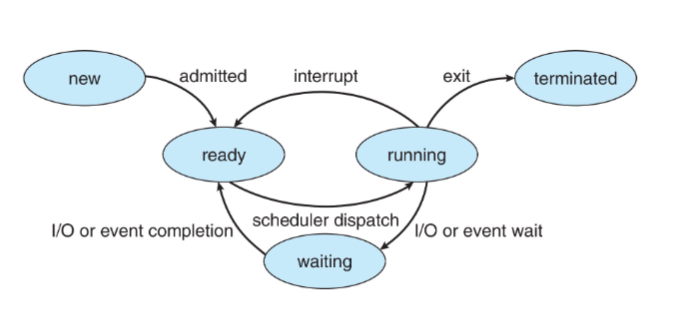 new
admitted
interrupt
exit
terminated
ready
running
scheduler dispatch
I/O or event completion
I/O or event wait
waiting